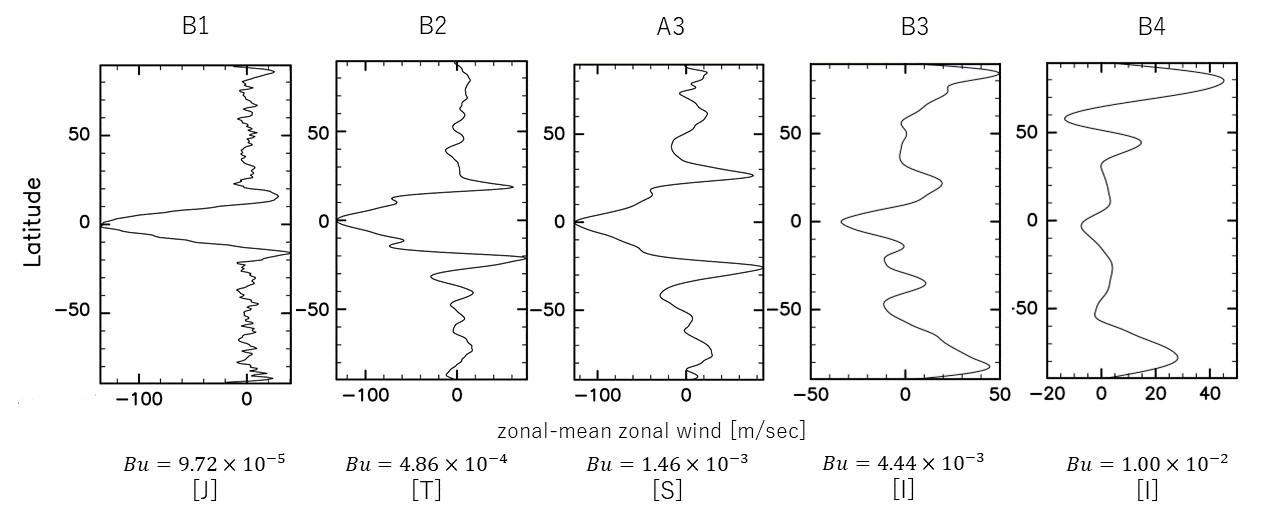 B1 B2 A3 B3 B4
50 50 50
0 0 0 0 0
−50 −50 −50 −50 -50
50 50
Latitude
−100 0 −100 0 −100 0 −50 0 50 −20 0 20 40
zonal-mean zonal wind [m/sec]
Bu = 9.72 × 10⁻⁵ Bu = 4.86 × 10⁻⁴ Bu = 1.46 × 10⁻³ Bu = 4.44 × 10⁻³ Bu = 1.00 × 10⁻²
[J] [T] [S] [I] [I]